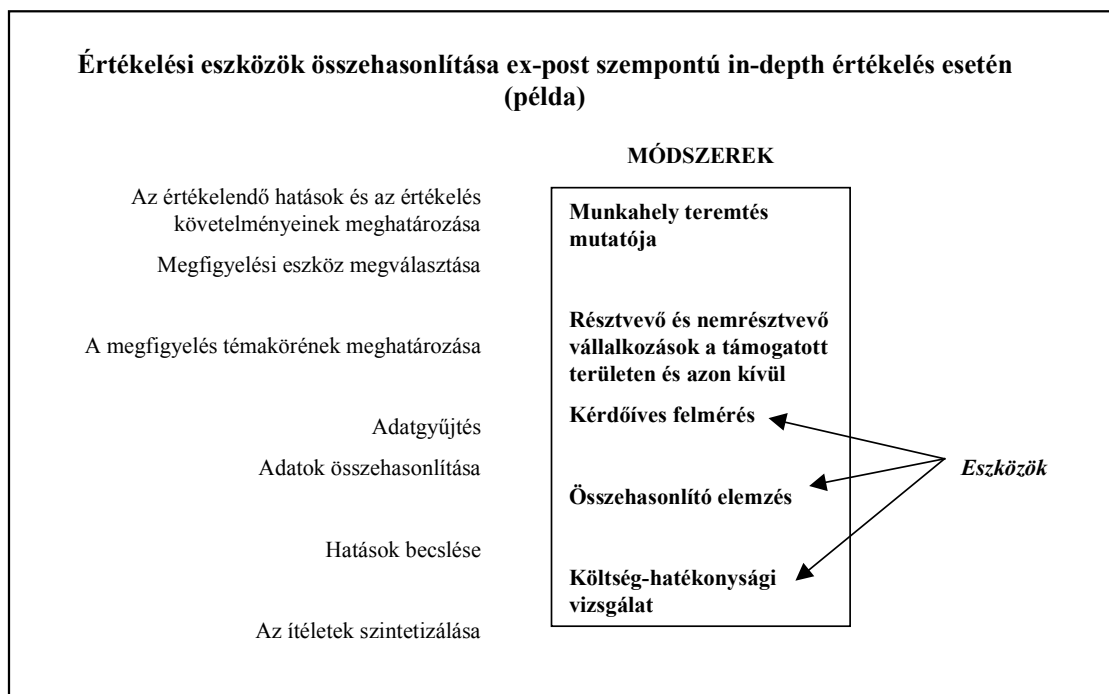 Értékelési eszközök összehasonlítása ex-post szempontú in-depth értékelés esetén
(példa)
MÓDSZEREK
Az értékelendő hatások és az értékelés
követelményeinek meghatározása
Megfigyelési eszköz megválasztása
A megfigyelés témakörének meghatározása
Adatgyűjtés
Adatok összehasonlítása
Hatások becslése
Az ítéletek szintetizálása
Munkahely teremtés
mutatója
Résztvevő és nemrésztvevő
vállalkozások a támogatott
területen és azon kívül
Kérdőíves felmérés
Összehasonlító elemzés
Költség-hatékonysági
vizsgálat
Eszközök